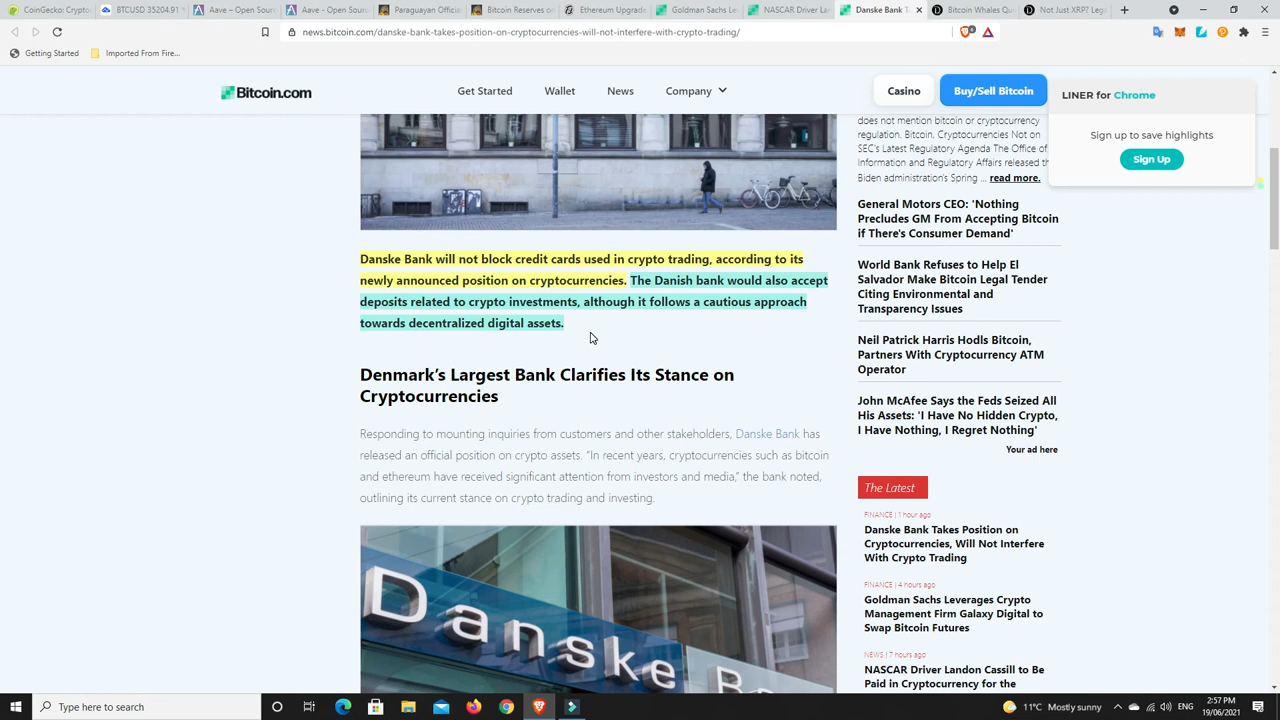 CoinGecko: Crypto
BTCUSD 35204.91
Aave – Open Sour
Aave - Open Sour
Paraguayan Officia
Bitcoin Reserves o
Ethereum Upgrade
Goldman Sachs Le
NASCAR Driver Lan
Danske Bank T
Bitcoin Whales Qu
Not Just XRP? Leg
news.bitcoin.com/danske-bank-takes-position-on-cryptocurrencies-will-not-interfere-with-crypto-trading/
Getting Started
Imported From Fire...
Bitcoin.com
Get Started
Wallet
News
Company
Casino
Buy/Sell Bitcoin
LINER for Chrome
Sign up to save highlights
Sign Up
Danske Bank will not block credit cards used in crypto trading, according to its
newly announced position on cryptocurrencies. The Danish bank would also accept
deposits related to crypto investments, although it follows a cautious approach
towards decentralized digital assets.
Denmark's Largest Bank Clarifies Its Stance on
Cryptocurrencies
Responding to mounting inquiries from customers and other stakeholders, Danske Bank has
released an official position on crypto assets. "In recent years, cryptocurrencies such as bitcoin
and ethereum have received significant attention from investors and media," the bank noted,
outlining its current stance on crypto trading and investing.
Danske B
does not mention bitcoin or cryptocurrency
regulation. Bitcoin, Cryptocurrencies Not on
SEC's Latest Regulatory Agenda The Office of
Information and Regulatory Affairs released th
Biden administration's Spring ... read more.
General Motors CEO: 'Nothing
Precludes GM From Accepting Bitcoin
if There's Consumer Demand'
World Bank Refuses to Help El
Salvador Make Bitcoin Legal Tender
Citing Environmental and
Transparency Issues
Neil Patrick Harris Hodls Bitcoin,
Partners With Cryptocurrency ATM
Operator
John McAfee Says the Feds Seized All
His Assets: 'I Have No Hidden Crypto,
I Have Nothing, I Regret Nothing'
Your ad here
The Latest
FINANCE | 1 hour ago
Danske Bank Takes Position on
Cryptocurrencies, Will Not Interfere
With Crypto Trading
FINANCE | 4 hours ago
Goldman Sachs Leverages Crypto
Management Firm Galaxy Digital to
Swap Bitcoin Futures
NEWS | 7 hours ago
NASCAR Driver Landon Cassill to Be
Paid in Cryptocurrency for the
Type here to search
11°C Mostly sunny
ENG
2:57 PM
19/06/2021